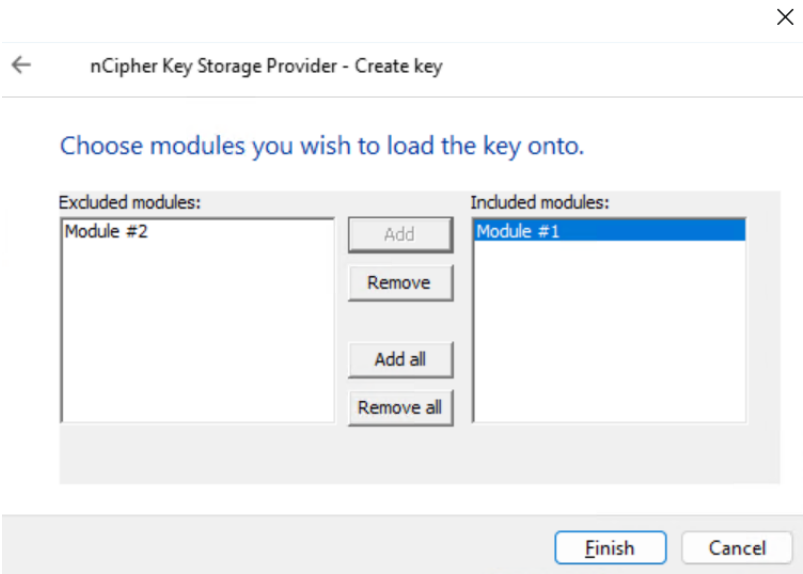 nCipher Key Storage Provider - Create key
Choose modules you wish to load the key onto.
Excluded modules:
Included modules:
Module #2
Add
Module #1
Remove
Add all
Remove all
Finish
Cancel